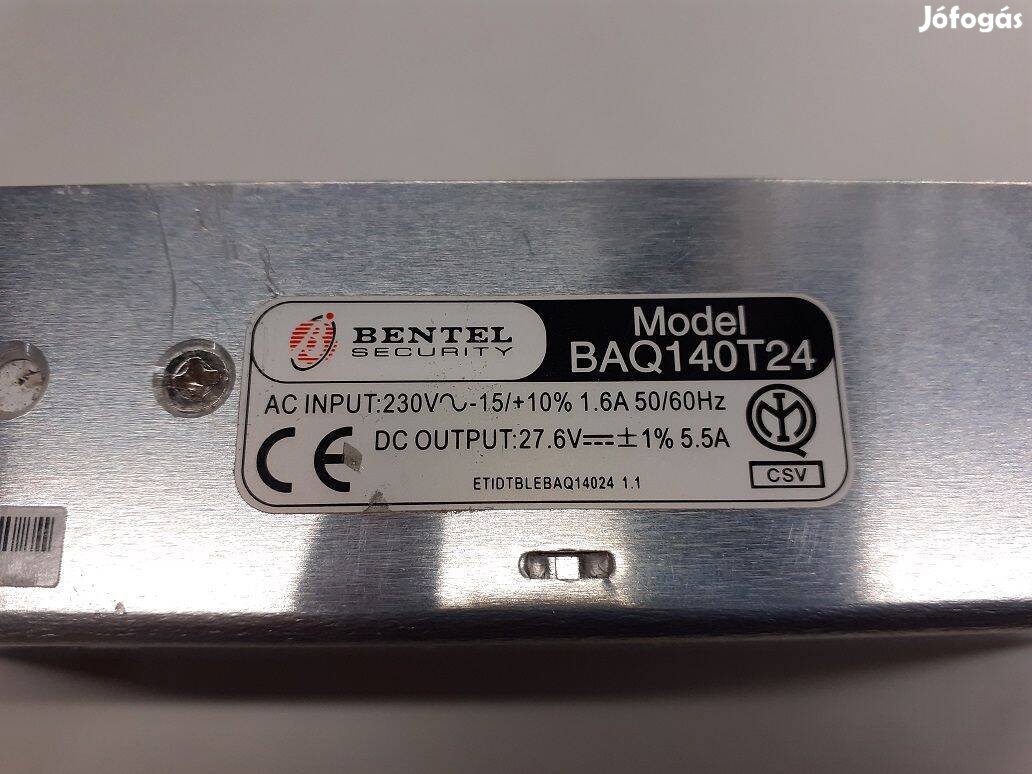 Jófogás
BENTEL
SECURITY
Model
BAQ140T24
AC INPUT:230V～-15/+10% 1.6A 50/60Hz
DC OUTPUT:27.6V⎓±1% 5.5A
CE
IMQ
CSV
ETIDTBLEBAQ14024 1.1